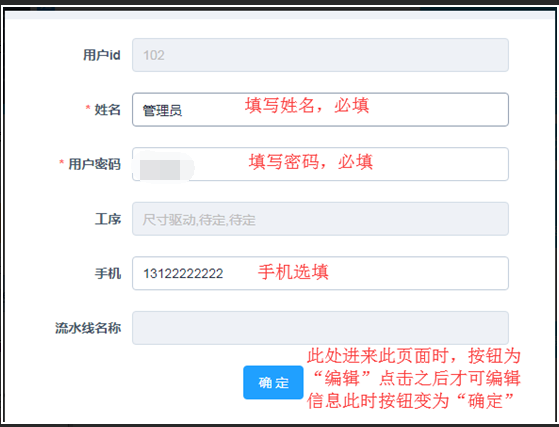 用户id 102
* 姓名 管理员 填写姓名，必填
* 用户密码 填写密码，必填
工序 尺寸驱动,待定,待定
手机 13122222222 手机选填
流水线名称
此处进来此页面时，按钮为
确 定 “编辑”点击之后才可编辑
信息此时按钮变为“确定”